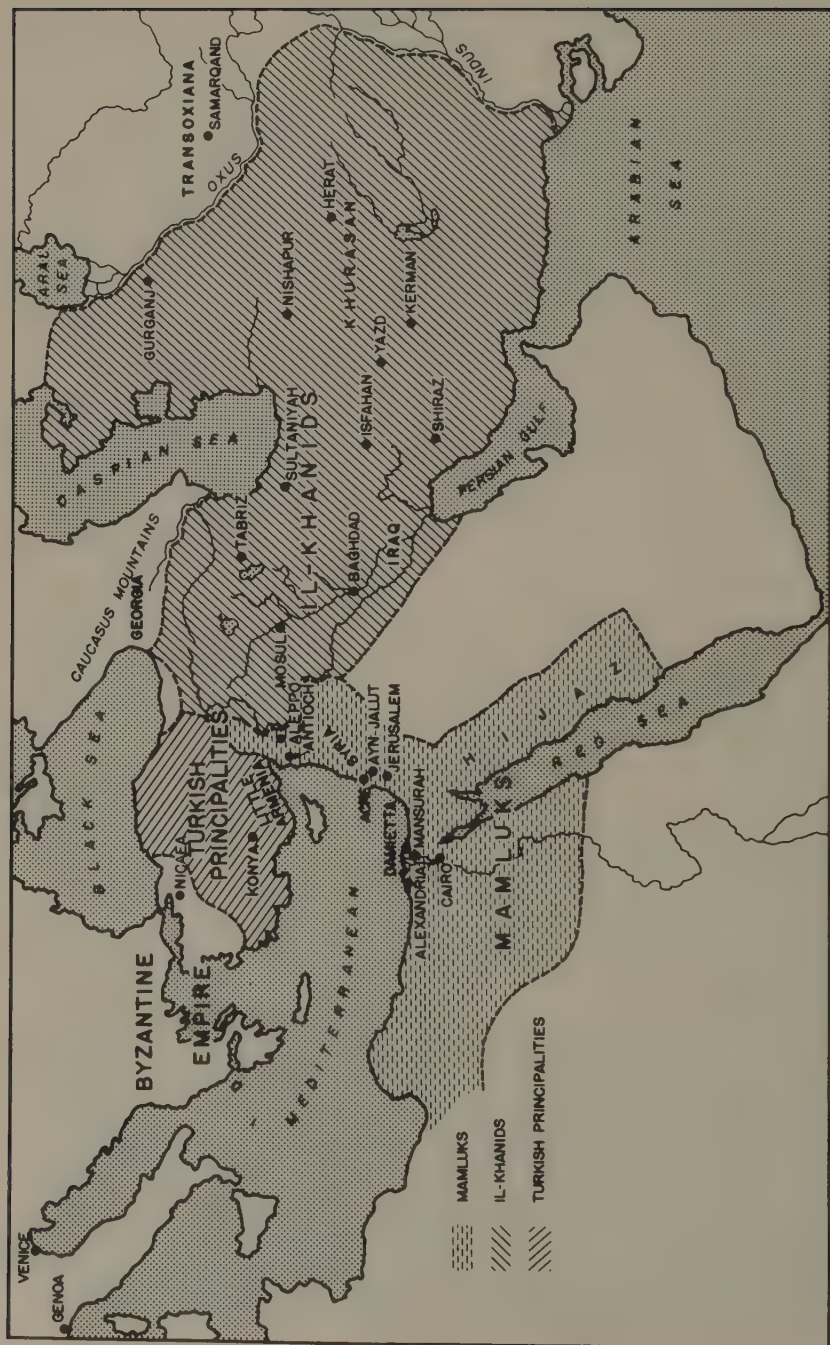 VENICE
GENOA
BYZANTINE
EMPIRE
BLACK SEA
NICAEA
TURKISH
PRINCIPALITIES
KONYA
LITTLE
ARMENIA
CAUCASUS MOUNTAINS
GEORGIA
CASPIAN SEA
ARAL
SEA
GURGANJ
TRANSOXIANA
SAMARQAND
OXUS
INDUS
TABRIZ
SULTANIYAH
NISHAPUR
HERAT
KHURASAN
IL-KHANIDS
MOSUL
ALEPPO
ANTIOCH
SYRIA
BAGHDAD
IRAQ
ISFAHAN
YAZD
KERMAN
SHIRAZ
PERSIAN GULF
ARABIAN
SEA
MEDITERRANEAN
ACRE
AYN JALUT
JERUSALEM
DAMIETTA
MANSURAH
ALEXANDRIA
CAIRO
MAMLUKS
HIJAZ
RED SEA
MAMLUKS
IL-KHANIDS
TURKISH PRINCIPALITIES